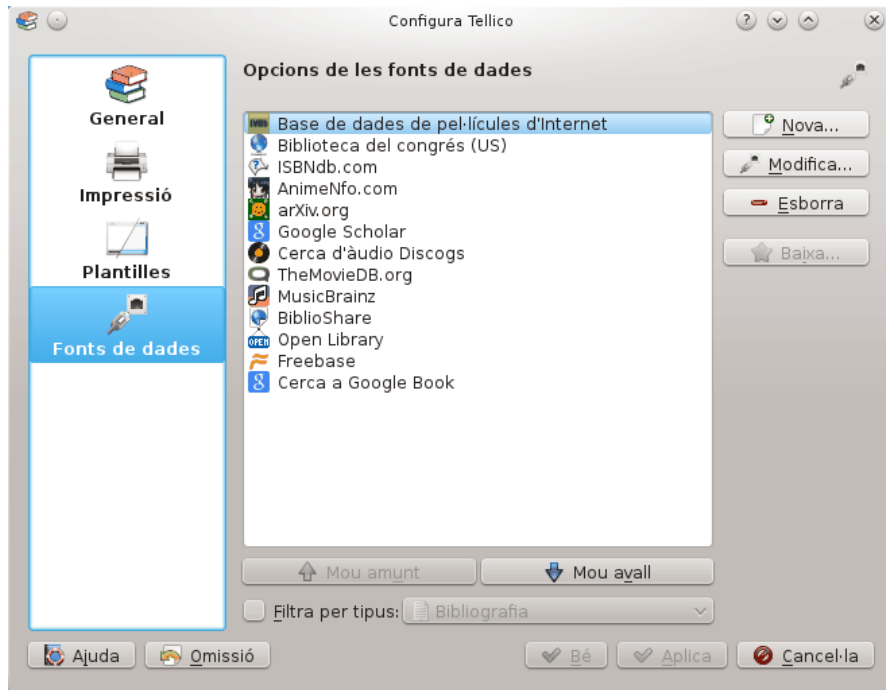 Configura Tellico
General
Impressió
Plantilles
Fonts de dades
Opcions de les fonts de dades
Base de dades de pel·lícules d'Internet
Biblioteca del congrés (US)
ISBNdb.com
AnimeNfo.com
arXiv.org
Google Scholar
Cerca d'àudio Discogs
TheMovieDB.org
MusicBrainz
BiblioShare
Open Library
Freebase
Cerca a Google Book
Nova...
Modifica...
Esborra
Baixa...
Mou amunt
Mou avall
Filtra per tipus:
Bibliografia
Ajuda
Omissió
Bé
Aplica
Cancel·la